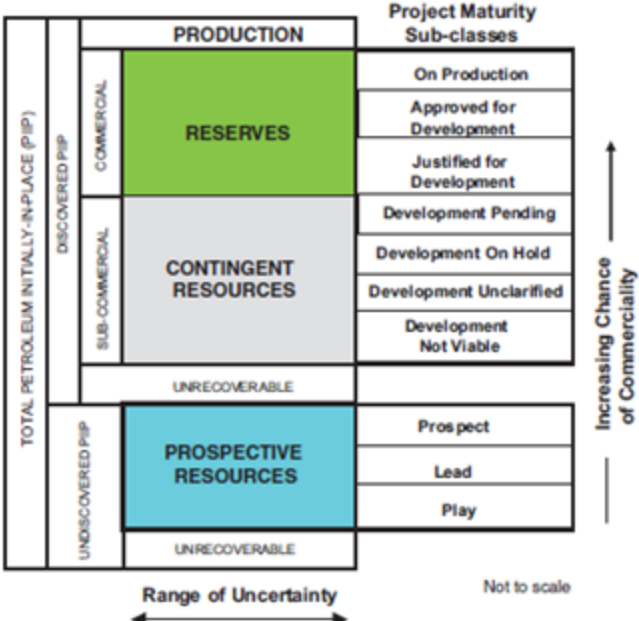 Project Maturity
Sub-classes
PRODUCTION
TOTAL PETROLEUM INITIALLY-IN-PLACE (PIIP)
DISCOVERED PIIP
COMMERCIAL
RESERVES
On Production
Approved for
Development
Justified for
Development
SUB-COMMERCIAL
CONTINGENT
RESOURCES
Development Pending
Development On Hold
Development Unclarified
Development
Not Viable
UNRECOVERABLE
UNDISCOVERED PIIP
PROSPECTIVE
RESOURCES
Prospect
Lead
Play
UNRECOVERABLE
Increasing Chance
of Commerciality
Range of Uncertainty
Not to scale